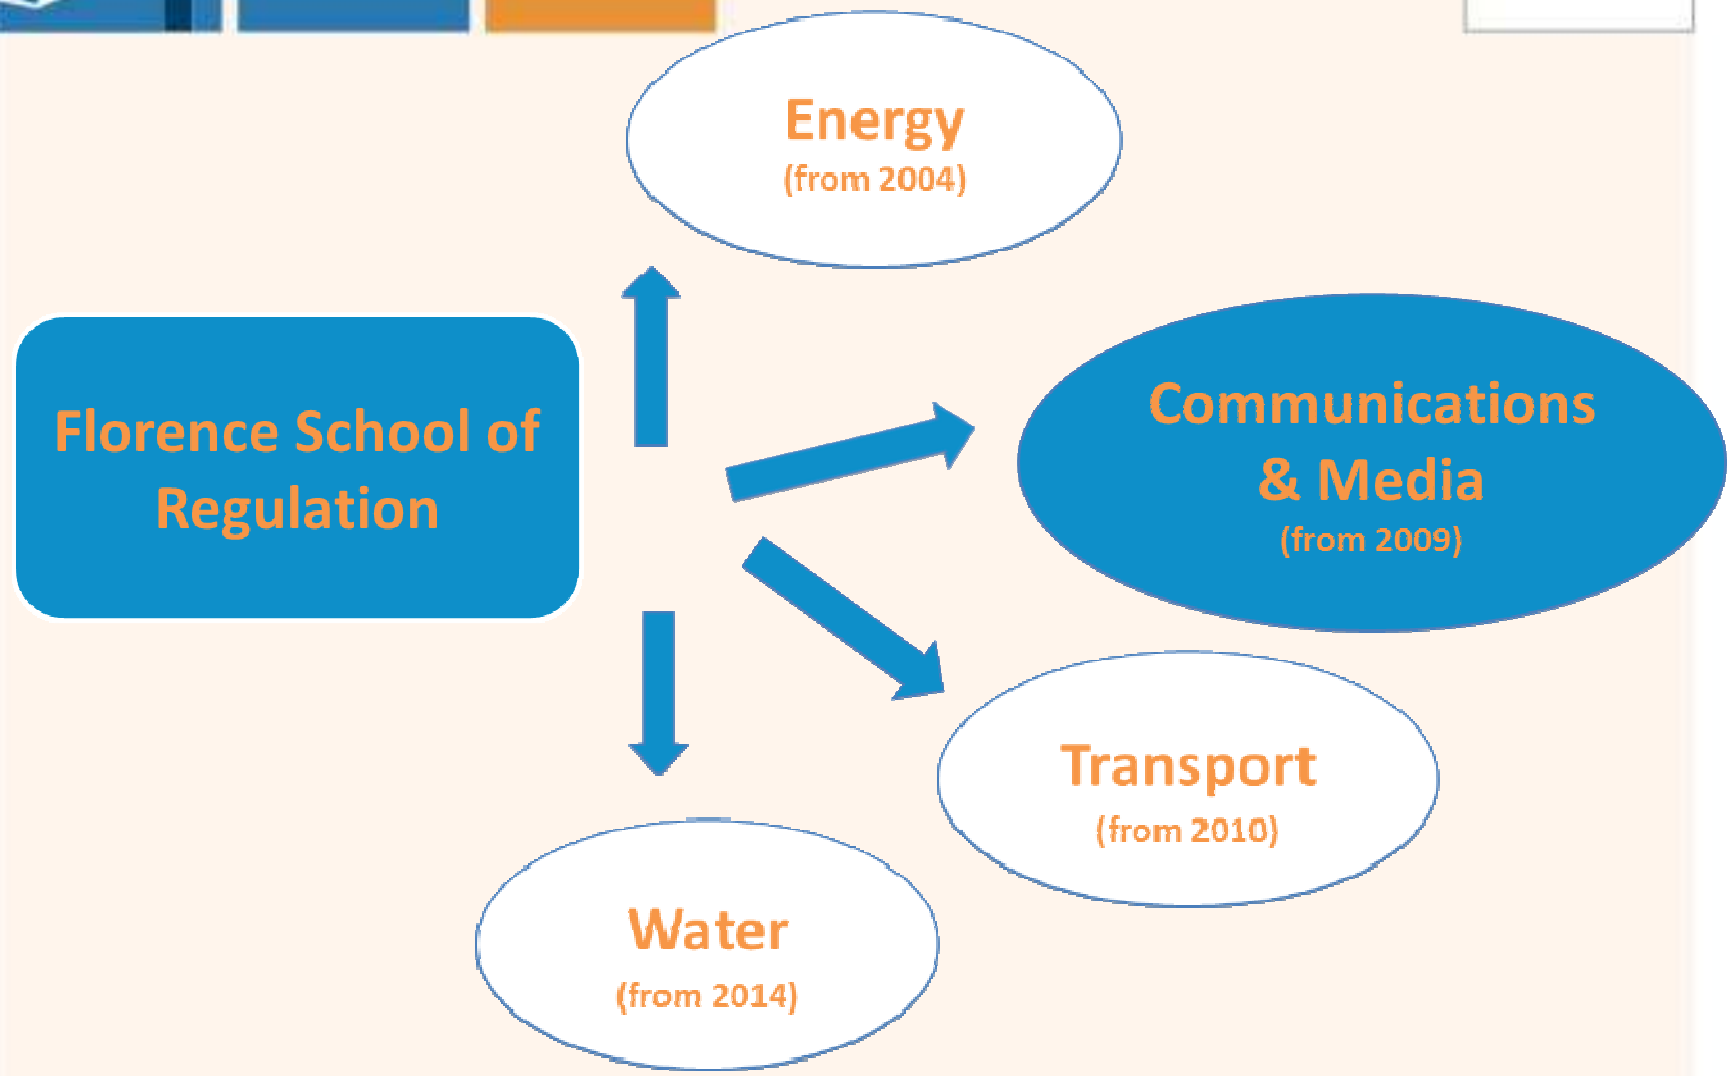 Energy
(from 2004)
Florence School of
Regulation
Communications
& Media
(from 2009)
Transport
(from 2010)
Water
(from 2014)